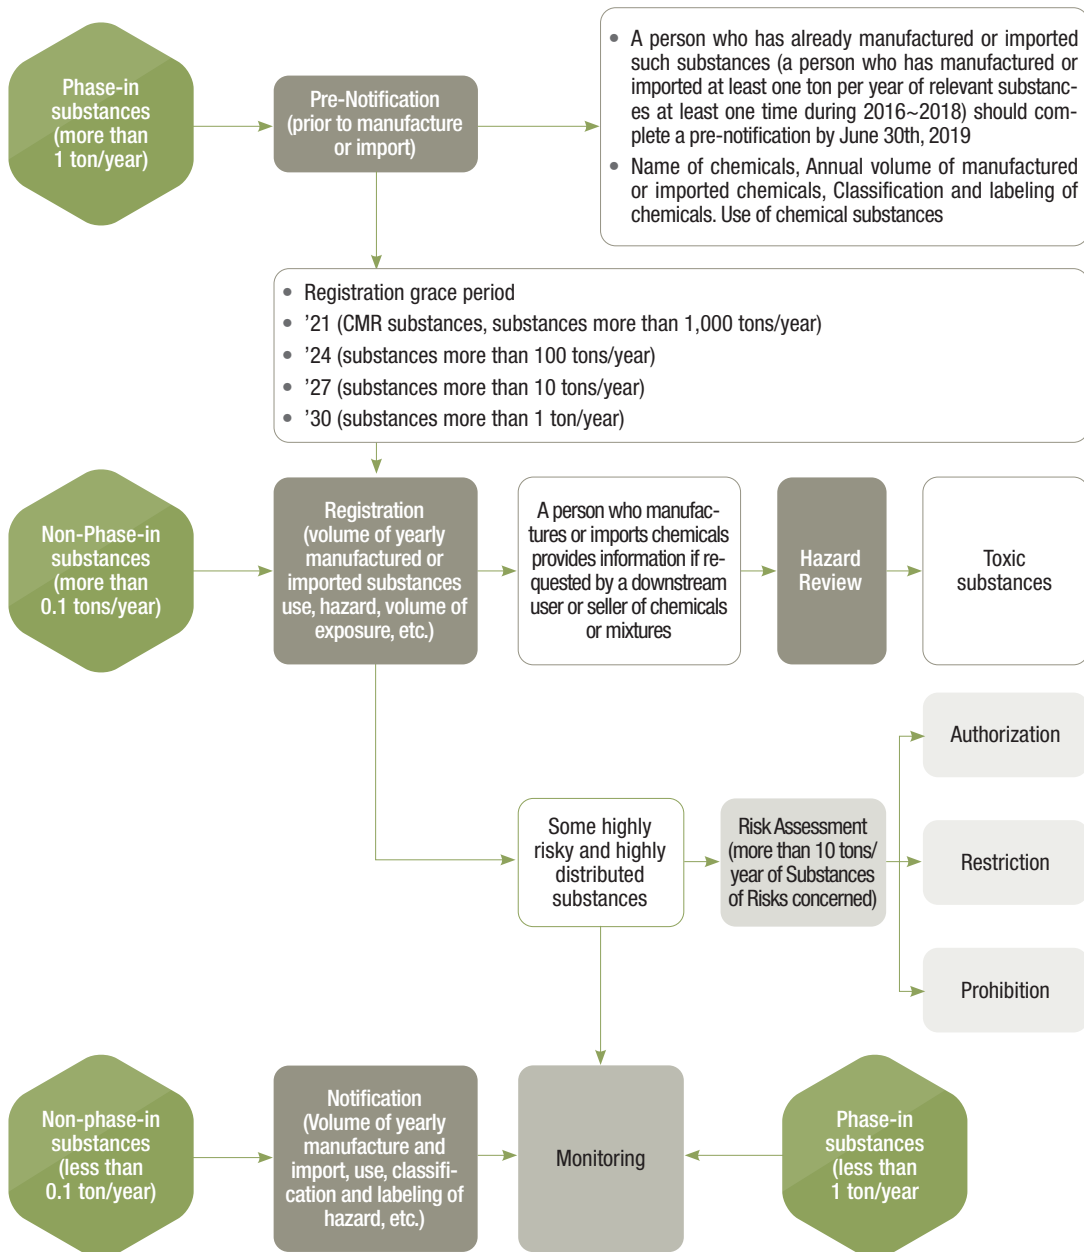 Phase-in
substances
(more than
1 ton/year)
Pre-Notification
(prior to manufacture
or import)
• A person who has already manufactured or imported
such substances (a person who has manufactured or
imported at least one ton per year of relevant substanc-
es at least one time during 2016~2018) should com-
plete a pre-notification by June 30th, 2019
• Name of chemicals, Annual volume of manufactured
or imported chemicals, Classification and labeling of
chemicals. Use of chemical substances
• Registration grace period
• ’21 (CMR substances, substances more than 1,000 tons/year)
• ’24 (substances more than 100 tons/year)
• ’27 (substances more than 10 tons/year)
• ’30 (substances more than 1 ton/year)
Non-Phase-in
substances
(more than
0.1 tons/year)
Registration
(volume of yearly
manufactured or
imported substances
use, hazard, volume of
exposure, etc.)
A person who manufac-
tures or imports chemicals
provides information if re-
quested by a downstream
user or seller of chemicals
or mixtures
Hazard
Review
Toxic
substances
Authorization
Some highly
risky and highly
distributed
substances
Risk Assessment
(more than 10 tons/
year of Substances
of Risks concerned)
Restriction
Prohibition
Non-phase-in
substances
(less than
0.1 ton/year)
Notification
(Volume of yearly
manufacture and
import, use, classifi-
cation and labeling of
hazard, etc.)
Monitoring
Phase-in
substances
(less than
1 ton/year